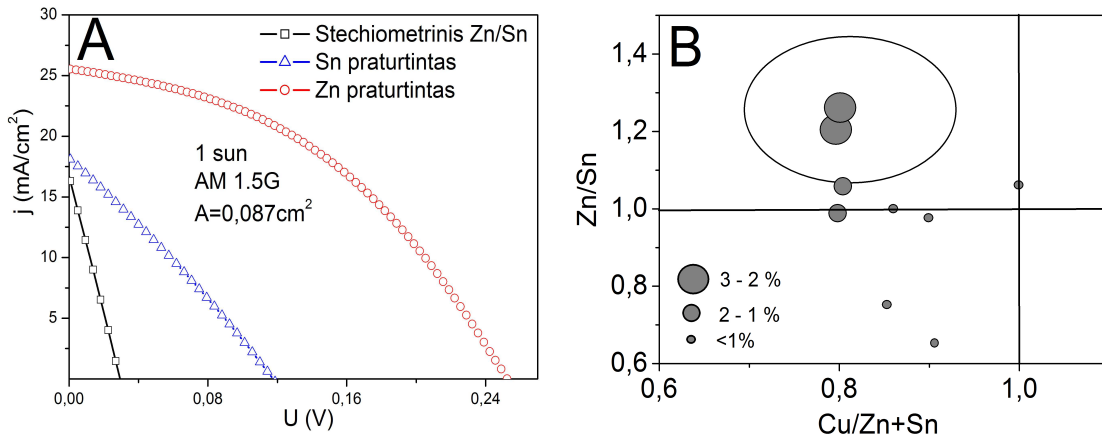 A
Stechiometrinis Zn/Sn
Sn praturtintas
Zn praturtintas
1 sun
AM 1.5G
A=0,087cm²
j (mA/cm²)
30
25
20
15
10
5
0,00 0,08 0,16 0,24
U (V)
B
Zn/Sn
1,4
1,2
1,0
0,8
0,6
3 - 2 %
2 - 1 %
<1%
0,6 0,8 1,0
Cu/Zn+Sn